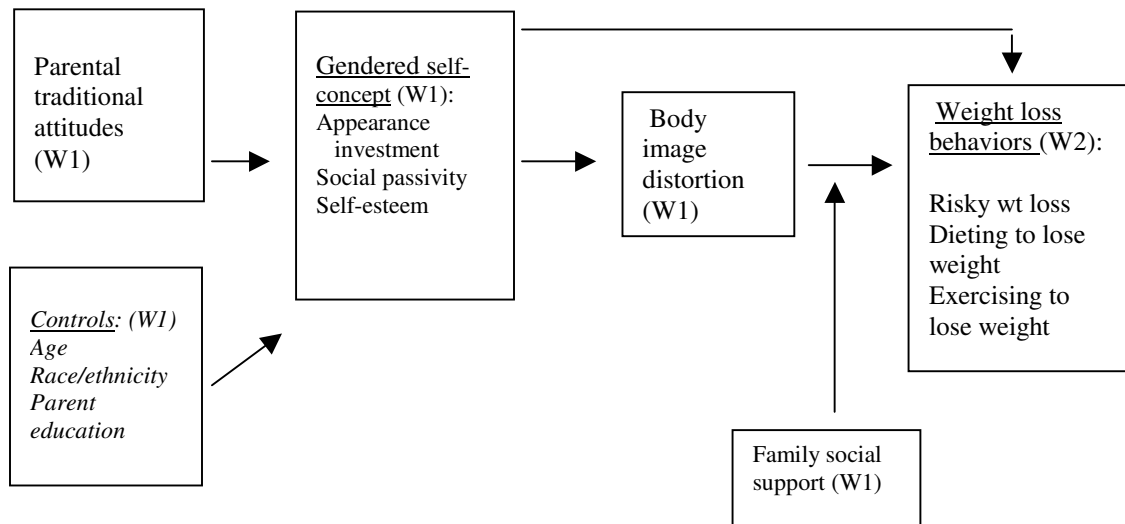 Parental
traditional
attitudes
(W1)
Controls: (W1)
Age
Race/ethnicity
Parent
education
Gendered self-
concept (W1):
Appearance
investment
Social passivity
Self-esteem
Body
image
distortion
(W1)
Family social
support (W1)
Weight loss
behaviors (W2):
Risky wt loss
Dieting to lose
weight
Exercising to
lose weight